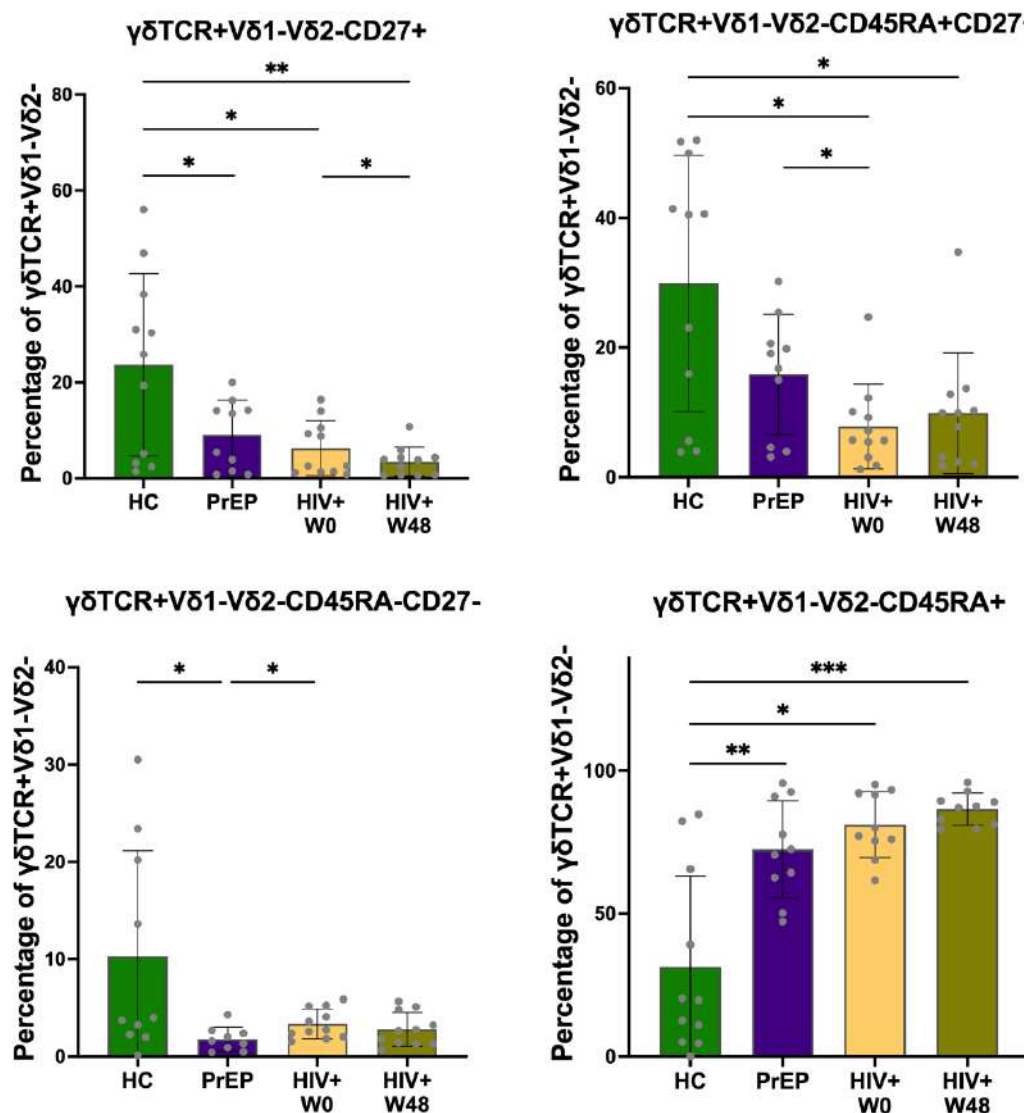 γδTCR+Vδ1-Vδ2-CD27+
Percentage of γδTCR+Vδ1-Vδ2-
80
60
40
20
0
**
*
*
*
HC
PrEP
HIV+
W0
HIV+
W48
γδTCR+Vδ1-Vδ2-CD45RA+CD27-
Percentage of γδTCR+Vδ1-Vδ2-
60
40
20
0
*
*
*
HC
PrEP
HIV+
W0
HIV+
W48
γδTCR+Vδ1-Vδ2-CD45RA-CD27-
Percentage of γδTCR+Vδ1-Vδ2-
40
30
20
10
0
*
*
HC
PrEP
HIV+
W0
HIV+
W48
γδTCR+Vδ1-Vδ2-CD45RA+
Percentage of γδTCR+Vδ1-Vδ2-
100
50
0
***
*
**
HC
PrEP
HIV+
W0
HIV+
W48